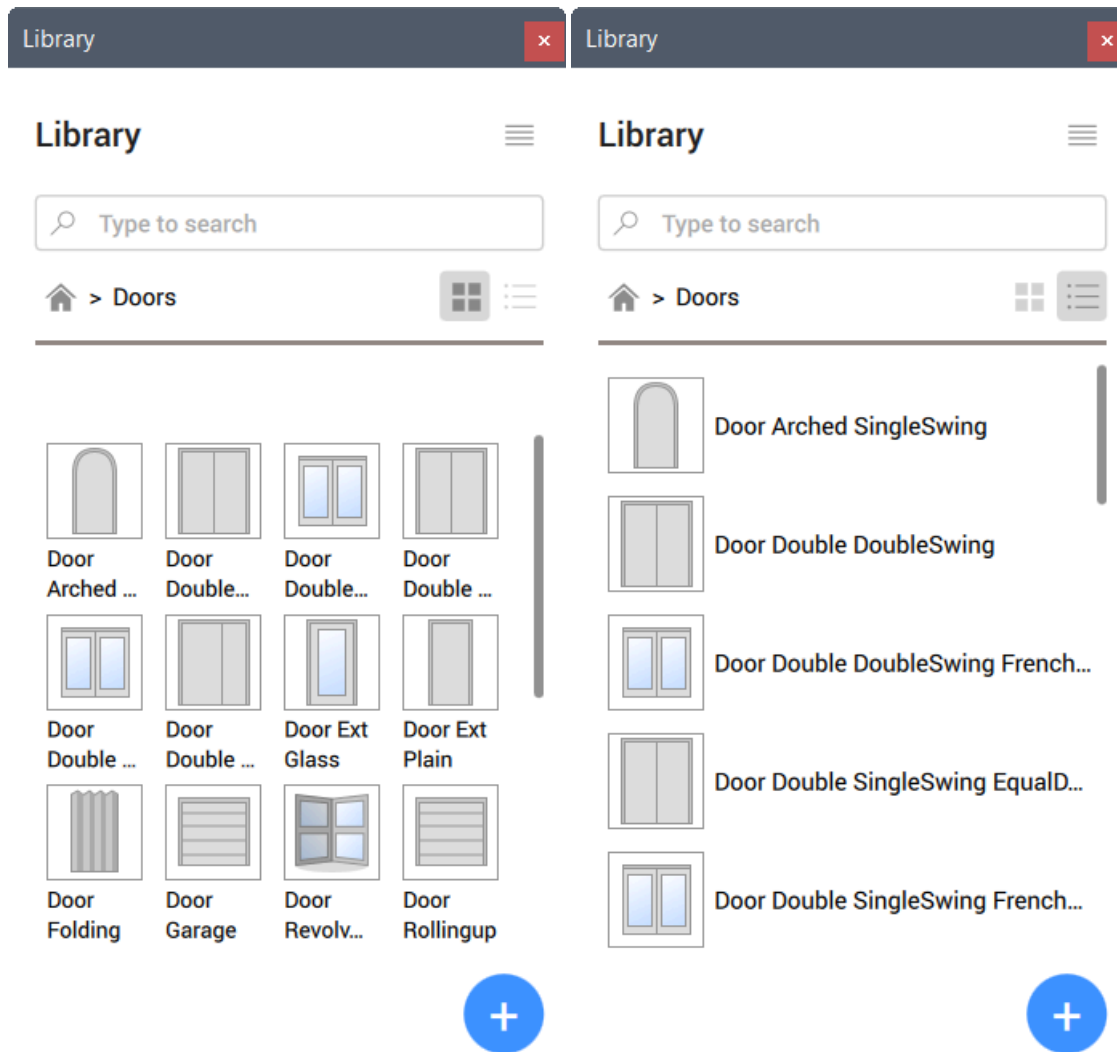 Library
Library
Type to search
> Doors
Door Arched ...
Door Double...
Door Double...
Door Double ...
Door Double ...
Door Double ...
Door Ext Glass
Door Ext Plain
Door Folding
Door Garage
Door Revolv...
Door Rollingup
+
Library
Library
Type to search
> Doors
Door Arched SingleSwing
Door Double DoubleSwing
Door Double DoubleSwing French...
Door Double SingleSwing EqualD...
Door Double SingleSwing French...
+